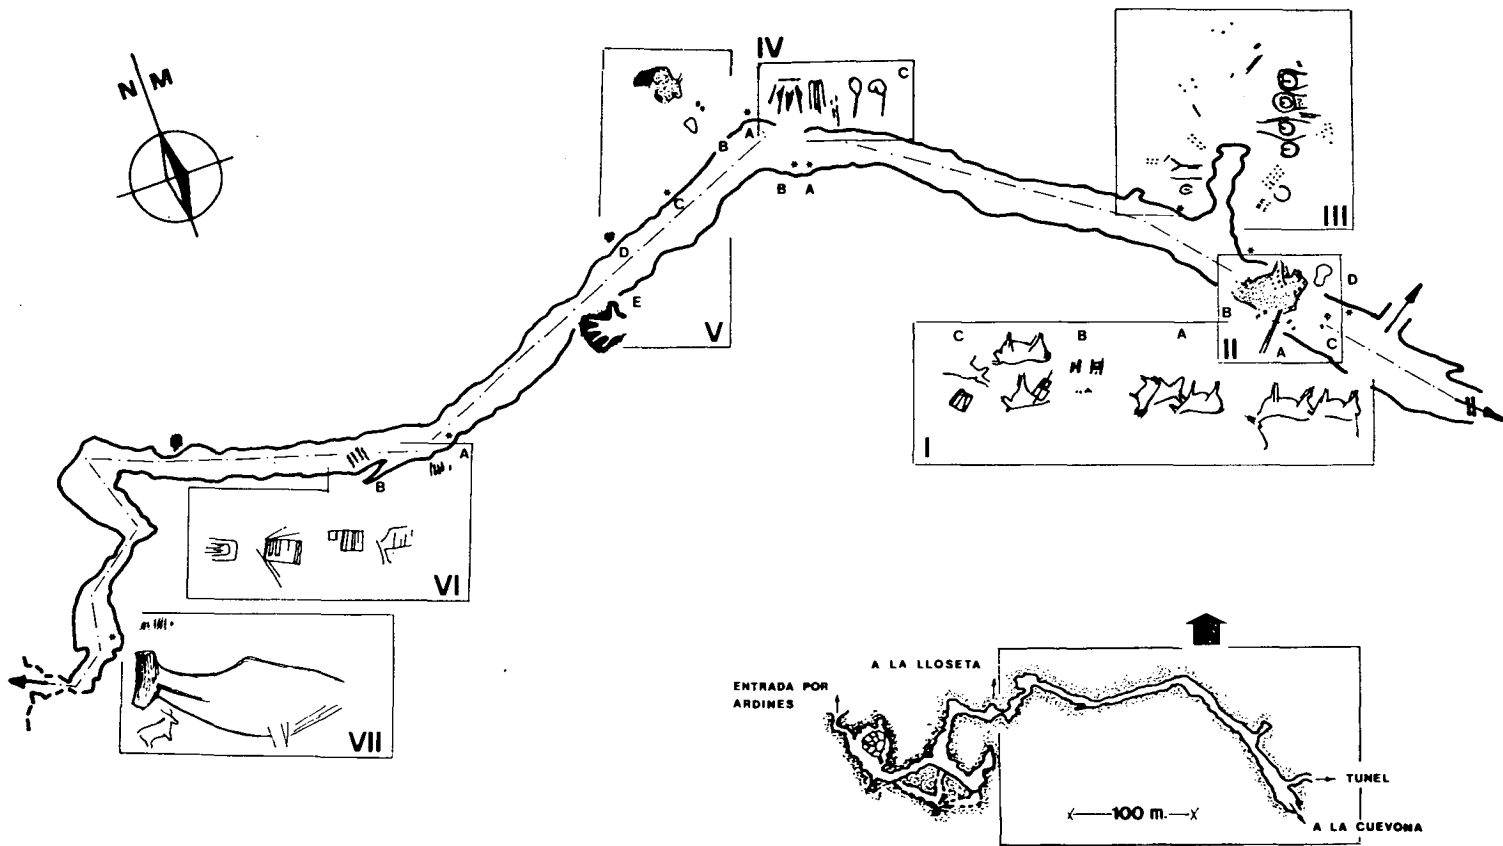 N M
IV
C
A
B
B A
C
III
D
D
E
B
V
II
A
C
C B A
I
A
B
VI
VII
A LA LLOSETA
ENTRADA POR
ARDINES
TUNEL
100 m.
A LA CUEVONA